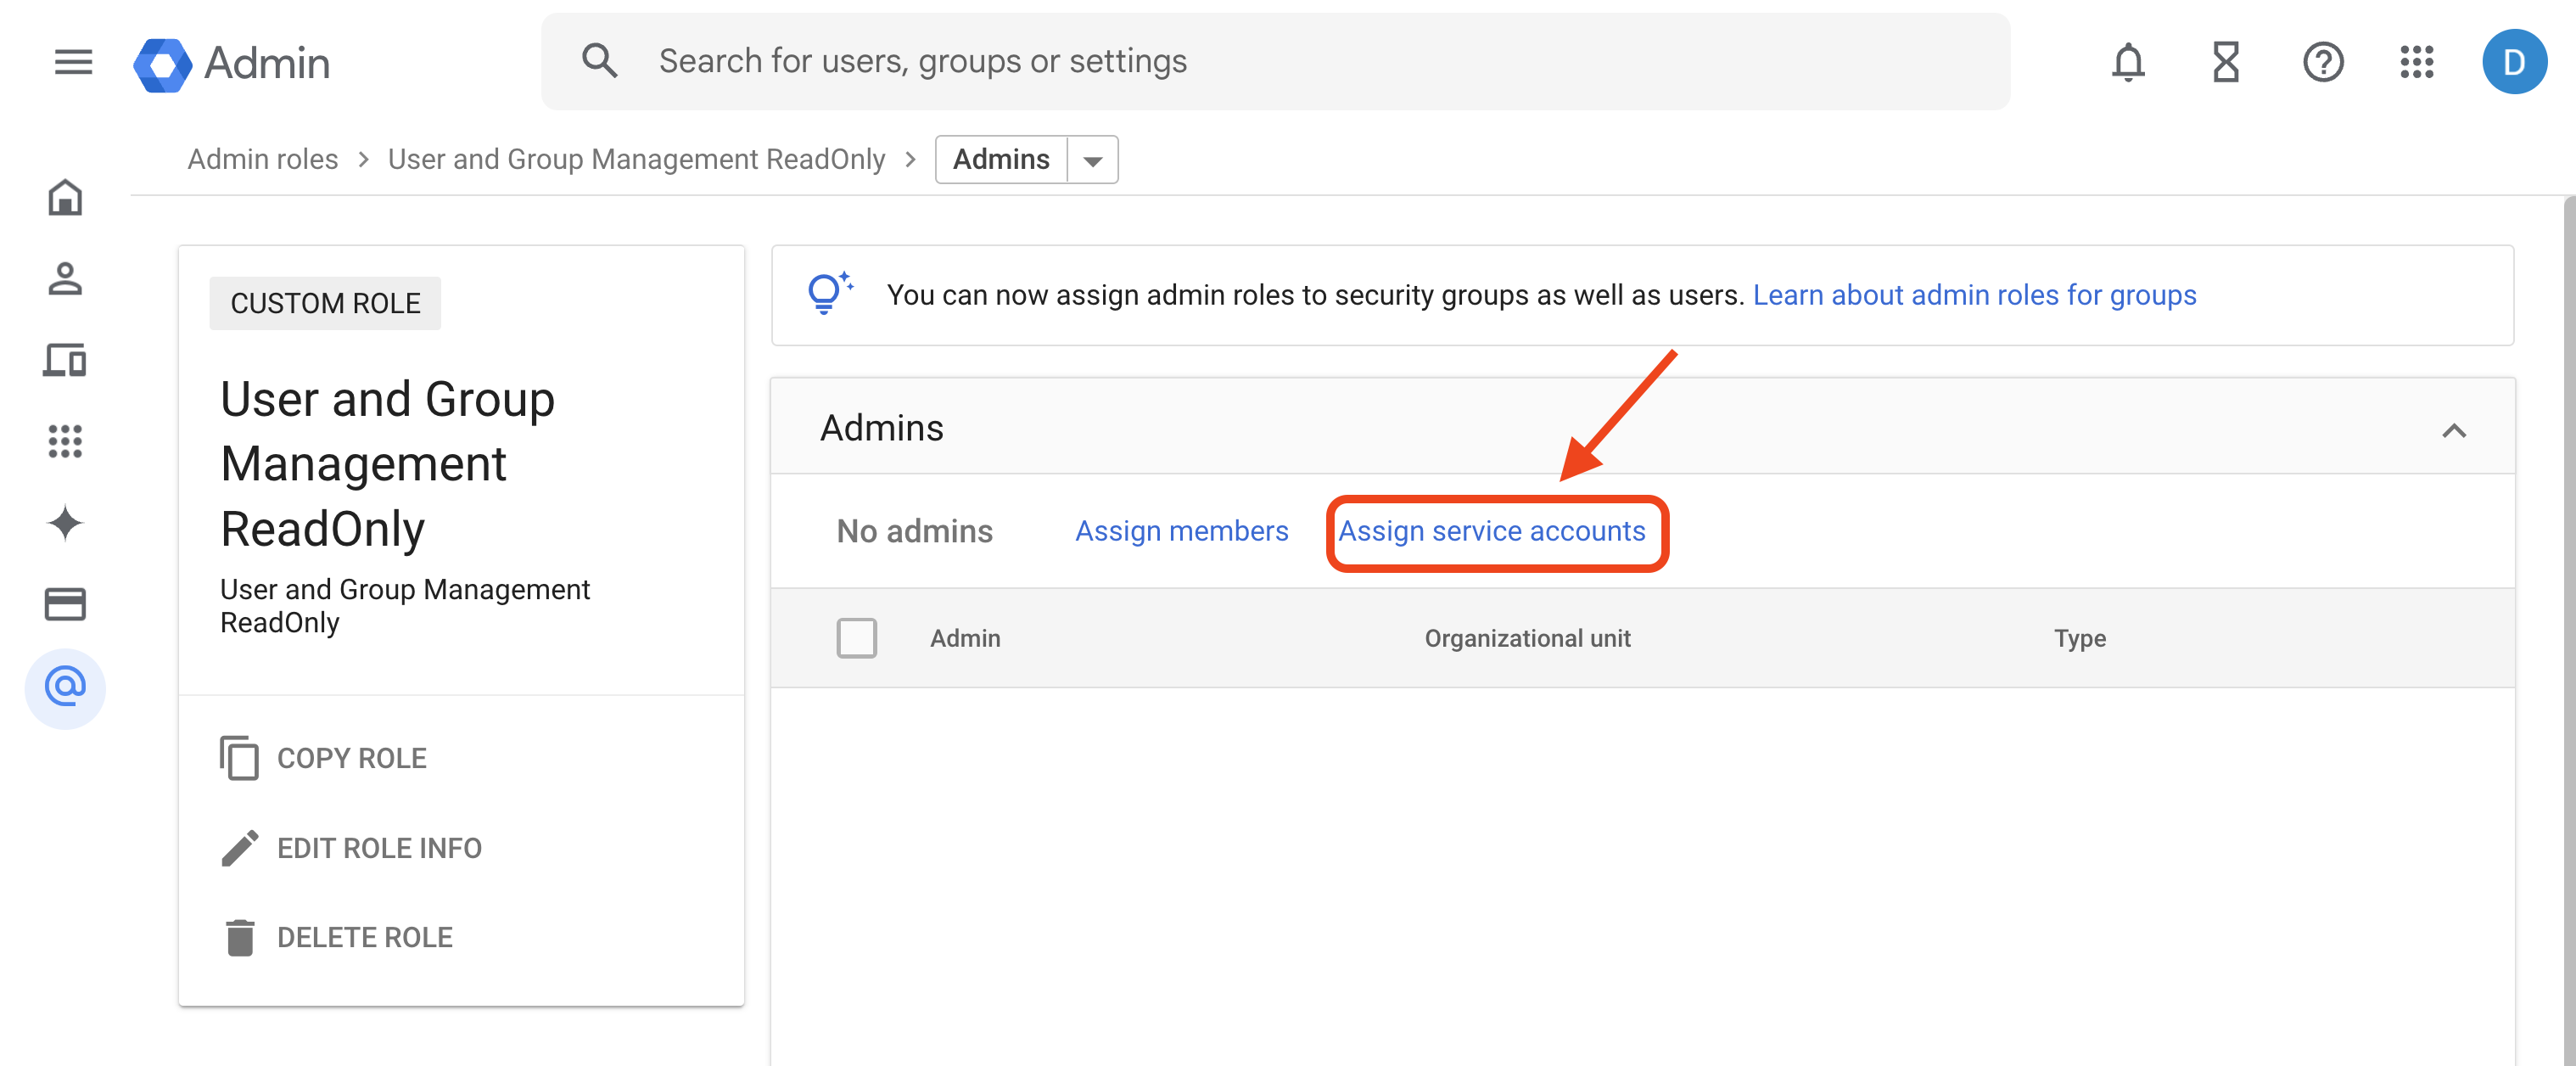 Admin
Search for users, groups or settings
D
Admin roles > User and Group Management ReadOnly > Admins
CUSTOM ROLE
User and Group
Management
ReadOnly
User and Group Management
ReadOnly
COPY ROLE
EDIT ROLE INFO
DELETE ROLE
You can now assign admin roles to security groups as well as users. Learn about admin roles for groups
Admins
No admins Assign members Assign service accounts
Admin Organizational unit Type